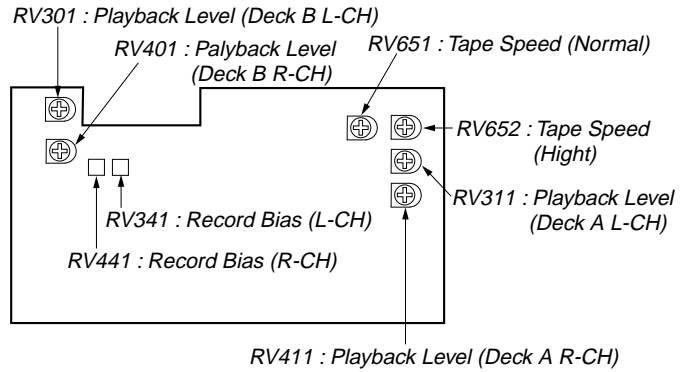 RV301 : Playback Level (Deck B L-CH)
RV401 : Palyback Level
(Deck B R-CH)
RV651 : Tape Speed (Normal)
RV652 : Tape Speed
(Hight)
RV311 : Playback Level
(Deck A L-CH)
RV341 : Record Bias (L-CH)
RV441 : Record Bias (R-CH)
RV411 : Playback Level (Deck A R-CH)